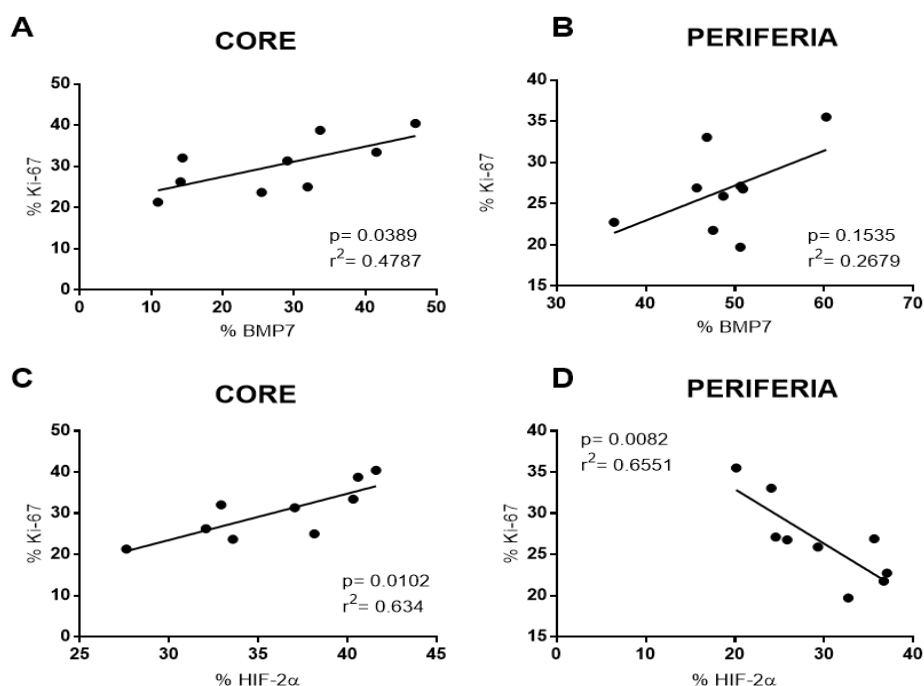 A
CORE
50
40
30
20
10
0
% Ki-67
0 10 20 30 40 50
% BMP7
p= 0.0389
r²= 0.4787
B
PERIFERIA
40
35
30
25
20
15
% Ki-67
30 40 50 60 70
% BMP7
p= 0.1535
r²= 0.2679
C
CORE
50
40
30
20
10
0
% Ki-67
25 30 35 40 45
% HIF-2α
p= 0.0102
r²= 0.634
D
PERIFERIA
p= 0.0082
r²= 0.6551
40
35
30
25
20
15
% Ki-67
0 10 20 30 40
% HIF-2α